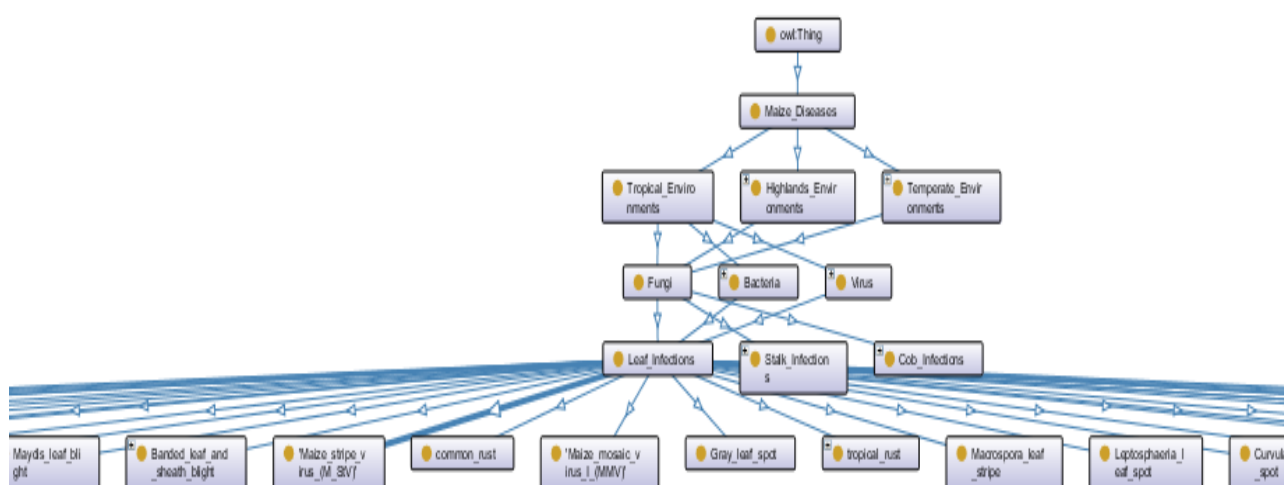 owl:Thing
Maize_Diseases
Tropical_Enviro
nments
Highlands_Envir
onments
Temperate_Envir
onments
Fungi
Bacteria
Virus
Leaf_Infections
Stalk_Infection
s
Cob_Infections
Maydis_leaf_bli
ght
Banded_leaf_and
_sheath_blight
'Maize_stripe_v
irus_(M_StV)'
common_rust
'Maize_mosaic_v
irus_I_(MMV)'
Gray_leaf_spot
tropical_rust
Macrospora_leaf
_stripe
Leptosphaeria_l
eaf_spot
Curvula
_spot